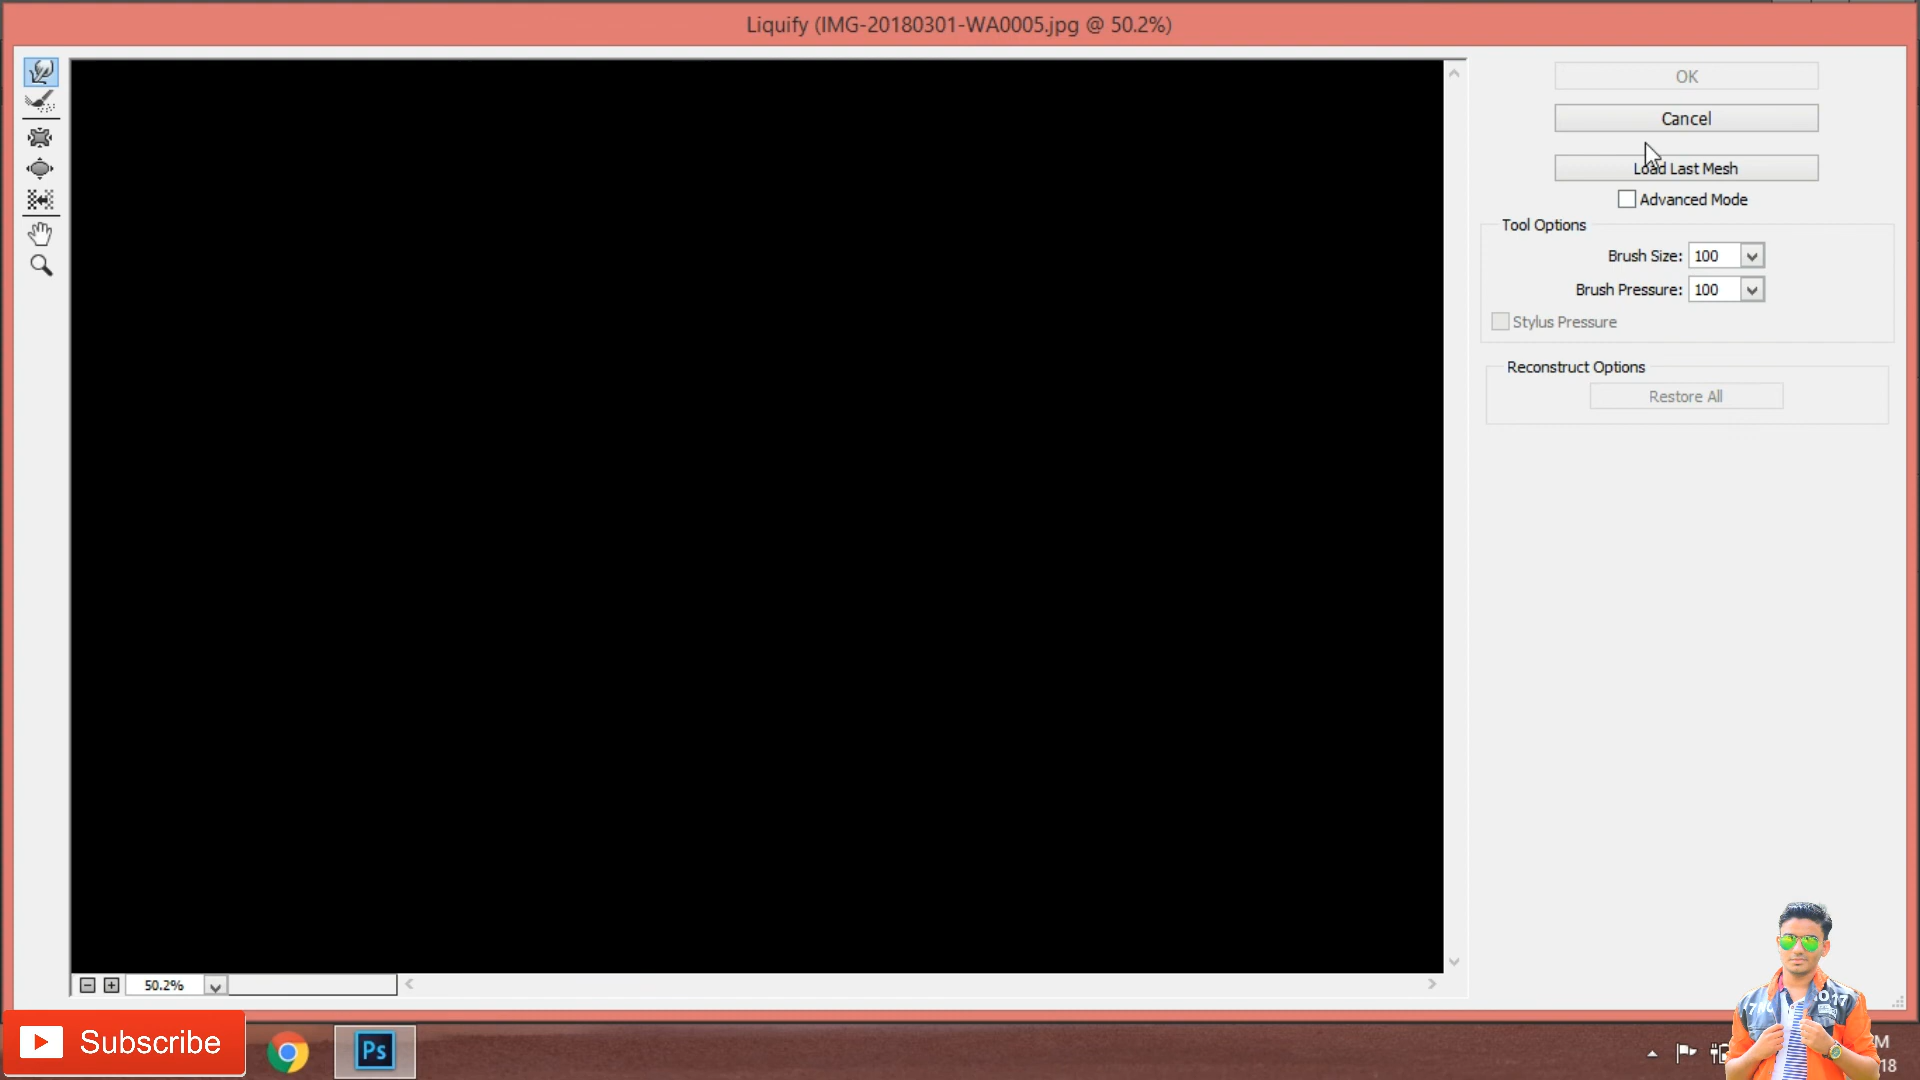 Liquify (IMG-20180301-WA0005.jpg @ 50.2%)
OK
Cancel
Load Last Mesh
Advanced Mode
Tool Options
Brush Size: 100
Brush Pressure: 100
Stylus Pressure
Reconstruct Options
Restore All
50.2%
Subscribe
Ps
M
18